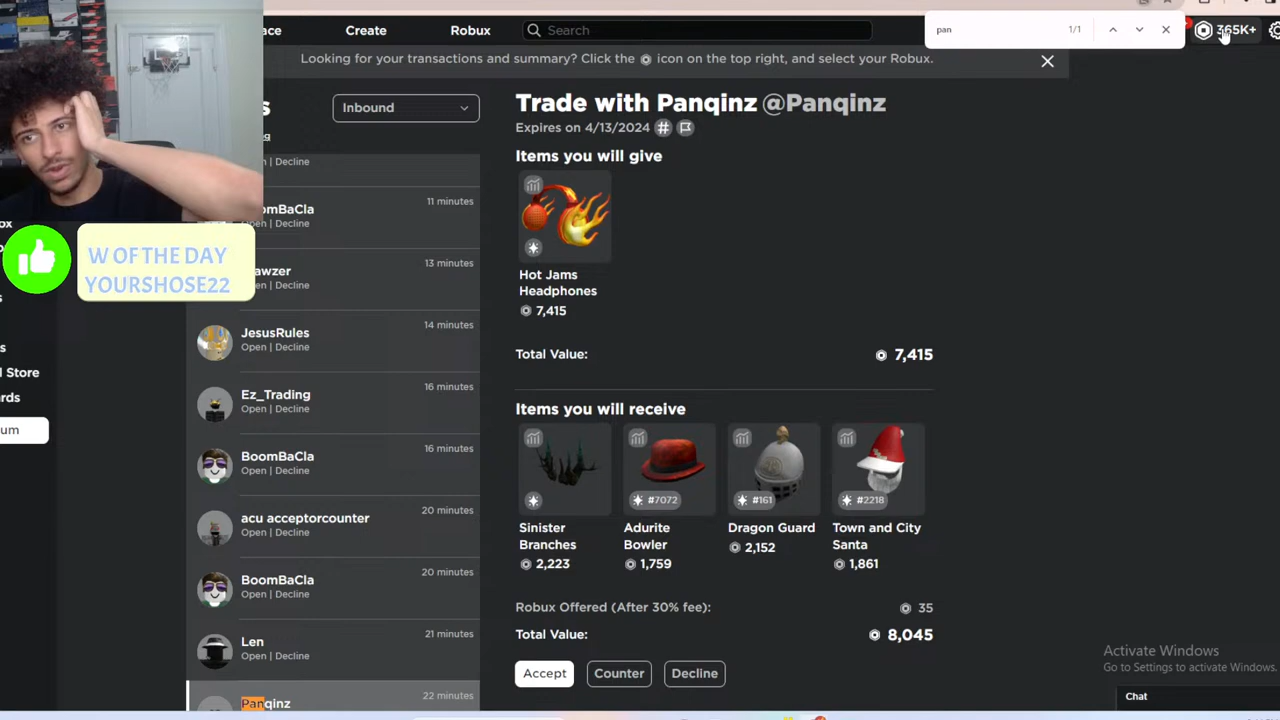 ace
Create
Robux
Search
pan
1/1
365K+
Looking for your transactions and summary? Click the icon on the top right, and select your Robux.
Inbound
Trade with Panqinz @Panqinz
Expires on 4/13/2024
Items you will give
Hot Jams
Headphones
7,415
Total Value:
7,415
Items you will receive
#7072
#161
#2218
Sinister
Branches
2,223
Adurite
Bowler
1,759
Dragon Guard
2,152
Town and City
Santa
1,861
Robux Offered (After 30% fee):
35
Total Value:
8,045
Accept
Counter
Decline
Open | Decline
omBaCla
11 minutes
Open | Decline
awzer
13 minutes
Open | Decline
JesusRules
14 minutes
Open | Decline
Ez_Trading
16 minutes
Open | Decline
BoomBaCla
16 minutes
Open | Decline
acu acceptorcounter
20 minutes
Open | Decline
BoomBaCla
20 minutes
Open | Decline
Len
21 minutes
Open | Decline
Panqinz
22 minutes
W OF THE DAY
YOURSHOSE22
ox
s
s
l Store
rds
um
Activate Windows
Go to Settings to activate Windows.
Chat